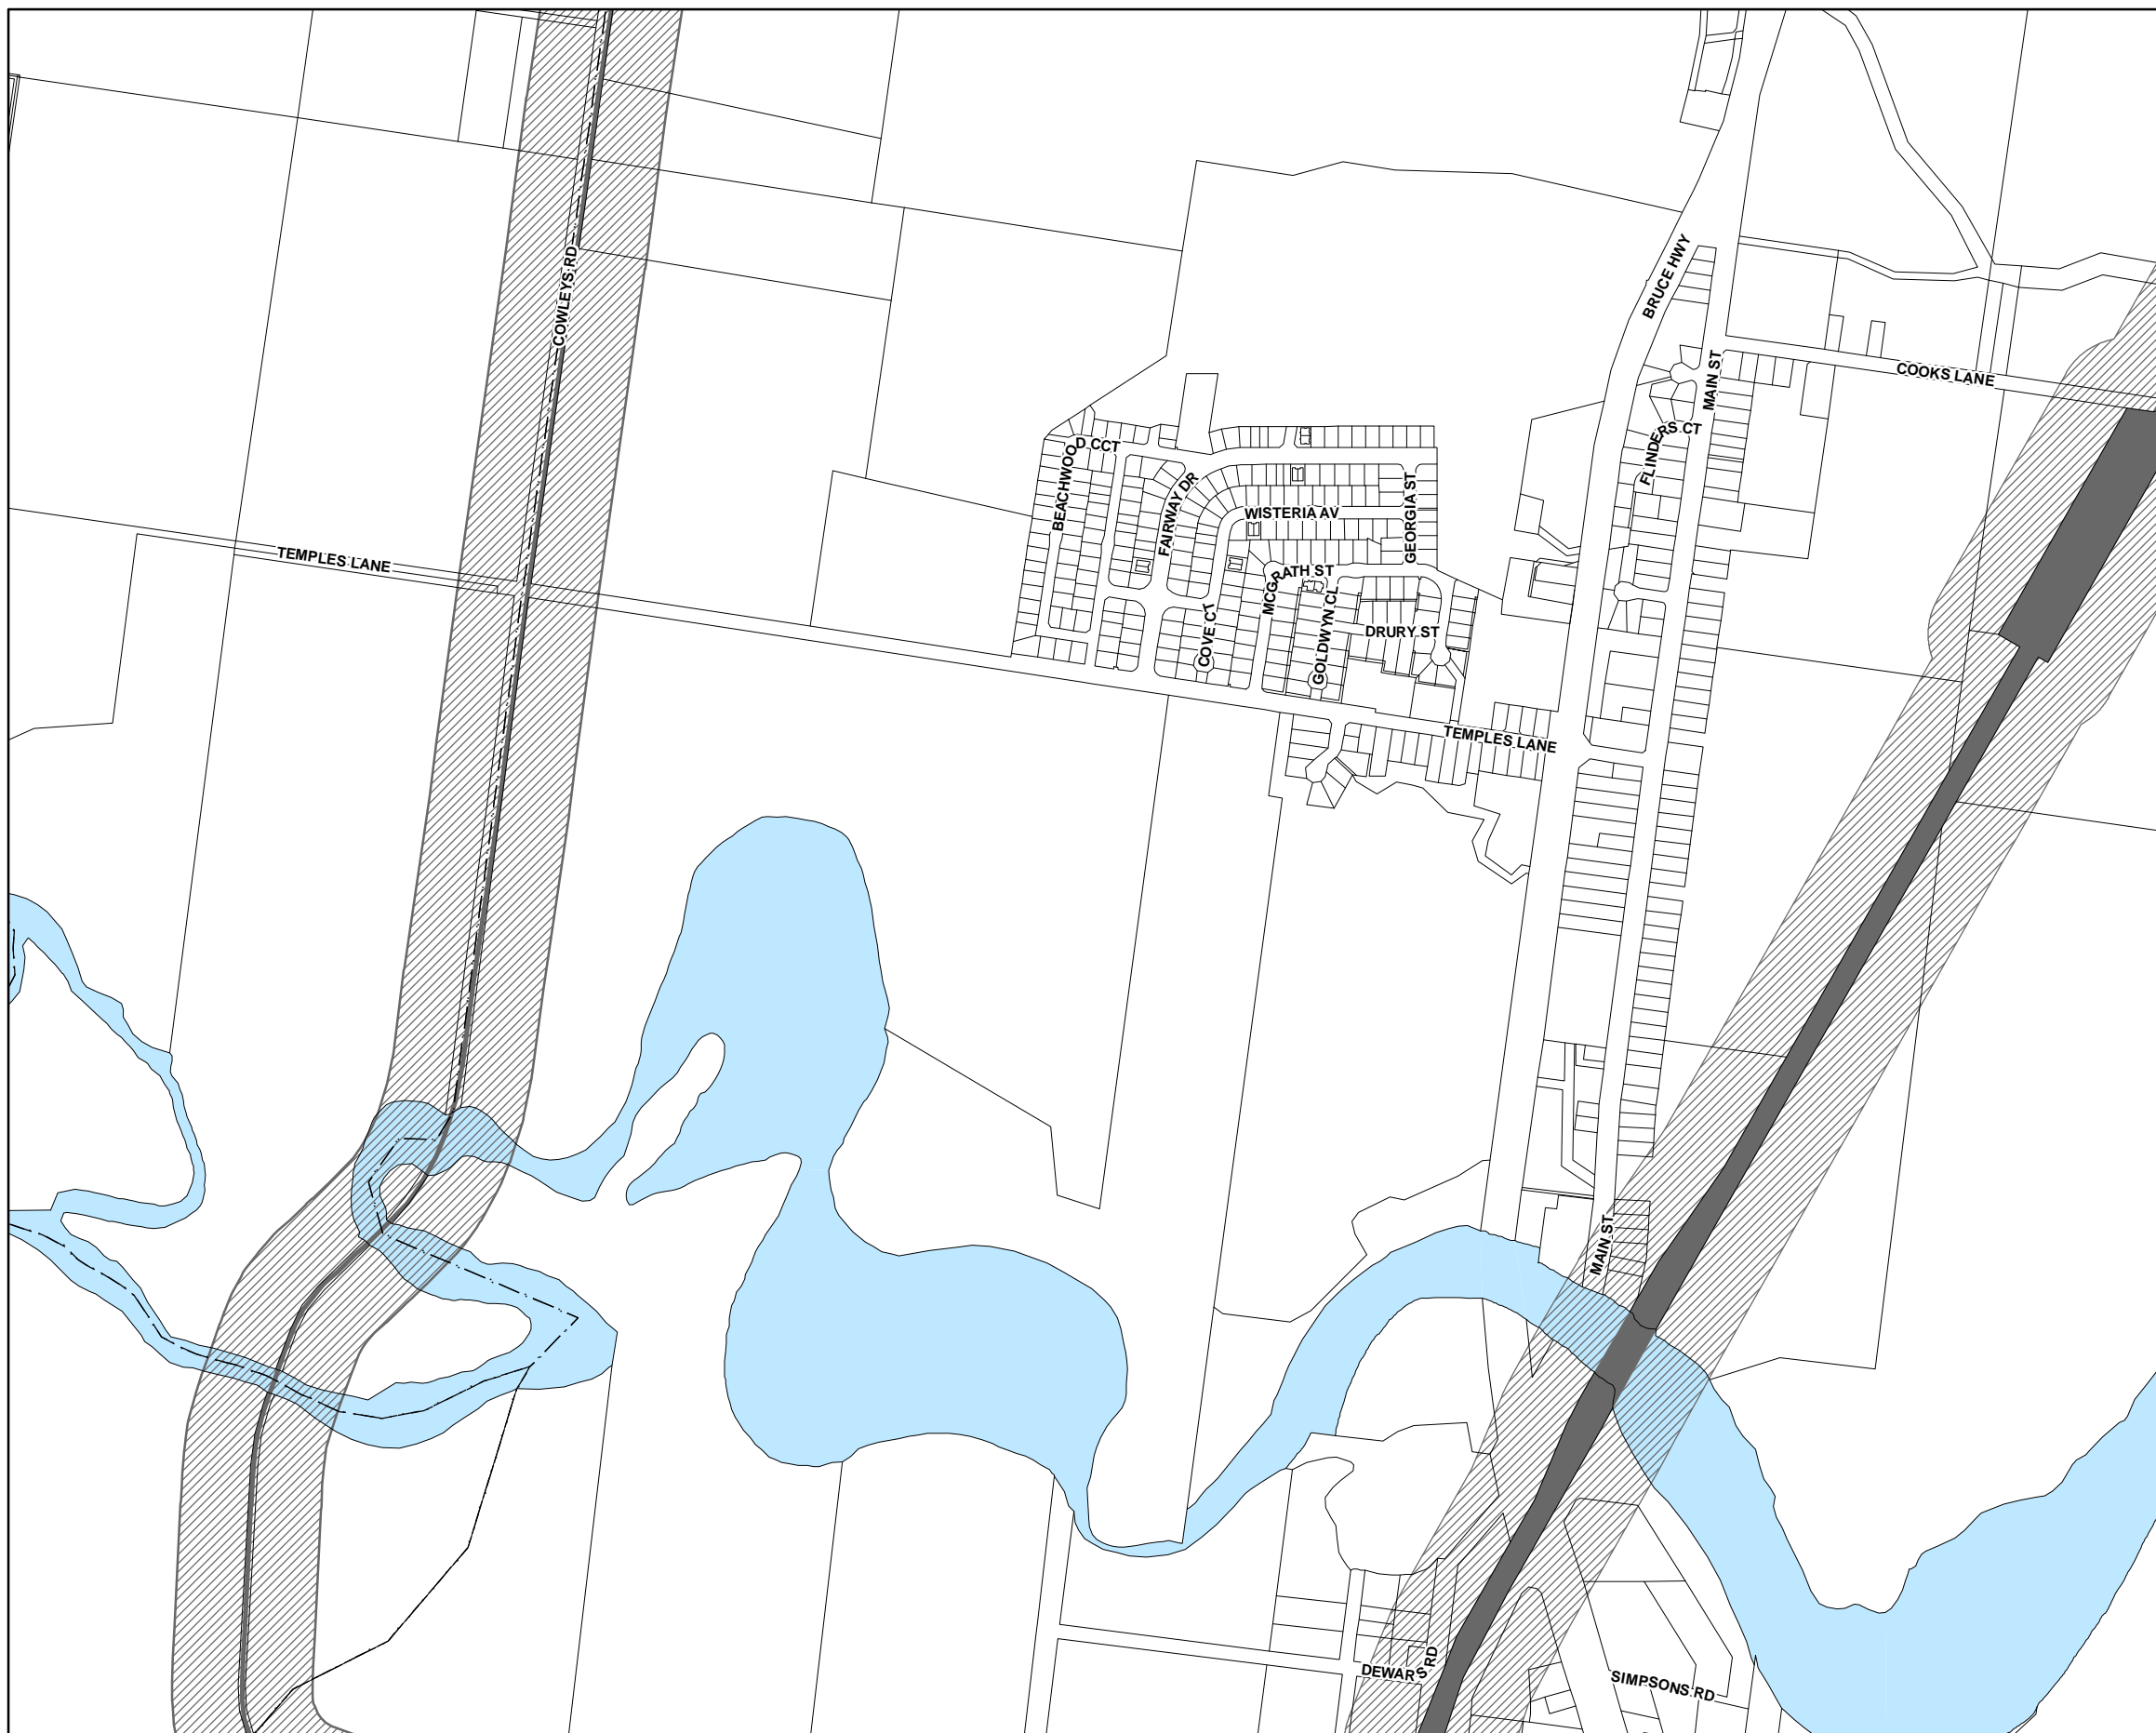 BRUCE HWY
COWLEYS RD
MAIN ST
COOKS LANE
FLINDERS CT
BEACHWOOD CCT
FAIRWAY DR
GEORGIA ST
WISTERIA AV
TEMPLES LANE
MCGRATH ST
COVE CT
GOLDWYN CL
DRURY ST
TEMPLES LANE
MAIN ST
DEWARS RD
SIMPSONS RD